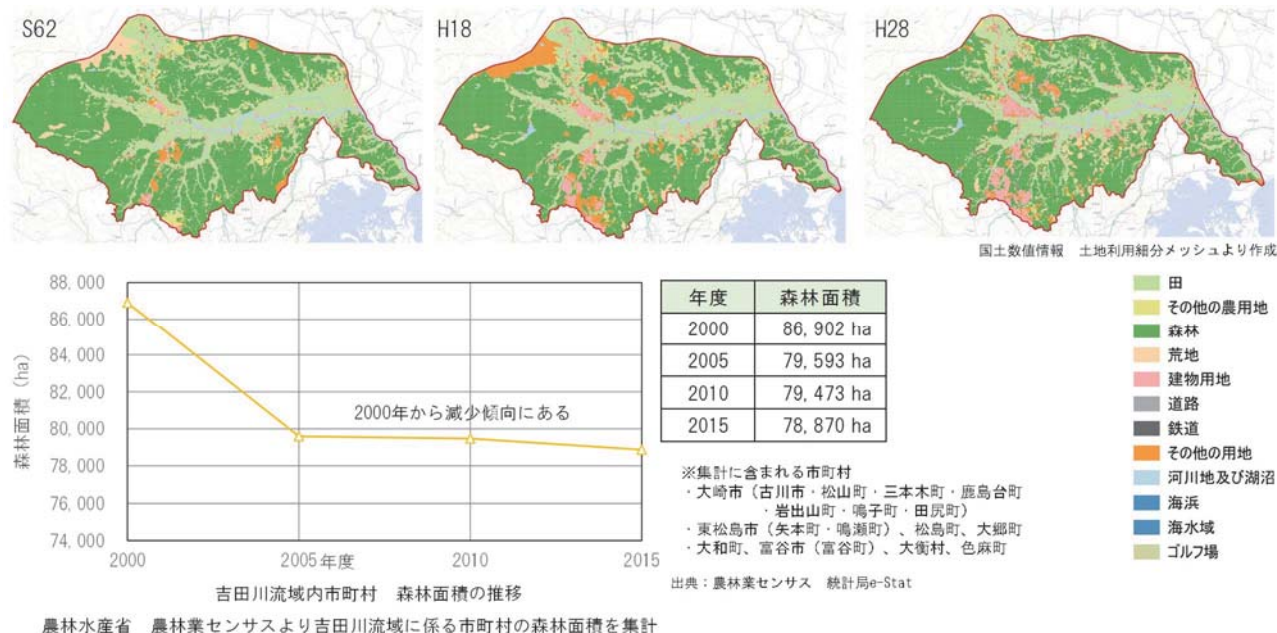 S62
H18
H28
国土数値情報 土地利用細分メッシュより作成
88,000
86,000
84,000
82,000
80,000
78,000
76,000
74,000
森林面積 (ha)
2000年から減少傾向にある
2000
2005年度
2010
2015
吉田川流域内市町村 森林面積の推移
農林水産省 農林業センサスより吉田川流域に係る市町村の森林面積を集計
年度 森林面積
2000 86,902 ha
2005 79,593 ha
2010 79,473 ha
2015 78,870 ha
※集計に含まれる市町村
・大崎市（古川市・松山町・三本木町・鹿島台町
・岩出山町・鳴子町・田尻町）
・東松島市（矢本町・鳴瀬町）、松島町、大郷町
・大和町、富谷市（富谷町）、大衡村、色麻町
出典：農林業センサス 統計局e-Stat
田
その他の農用地
森林
荒地
建物用地
道路
鉄道
その他の用地
河川地及び湖沼
海浜
海水域
ゴルフ場